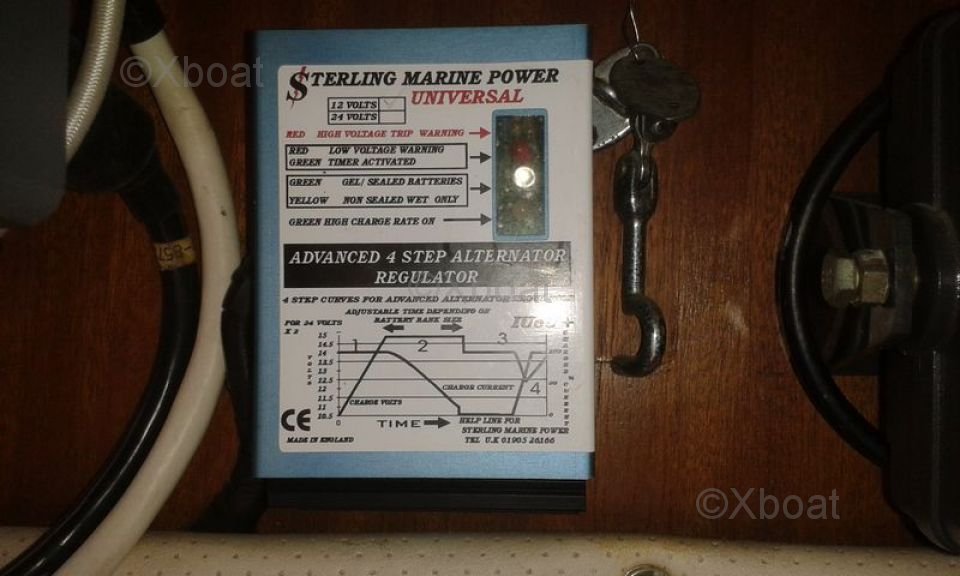 ©Xboat
STERLING MARINE POWER
UNIVERSAL
12 VOLTS
24 VOLTS
RED HIGH VOLTAGE TRIP WARNING
RED LOW VOLTAGE WARNING
GREEN TIMER ACTIVATED
GREEN GEL/ SEALED BATTERIES
YELLOW NON SEALED WET ONLY
GREEN HIGH CHARGE RATE ON
ADVANCED 4 STEP ALTERNATOR
REGULATOR
©Xboat
4 STEP CURVES FOR ADVANCED ALTERNATOR
ADJUSTABLE TIME DEPENDING ON
BATTERY BANK SIZE
FOR 24 VOLTS
X 2
15
14.5
14
13.5
13
12.5
12
11.5
11
10.5
VOLTS
1
2
3
4
CHARGE CURRENT
CHARGE VOLTS
0
0
TIME
HELP LINE FOR
STERLING MARINE POWER
TEL U.K 01905 26166
CE
MADE IN ENGLAND
©Xboat